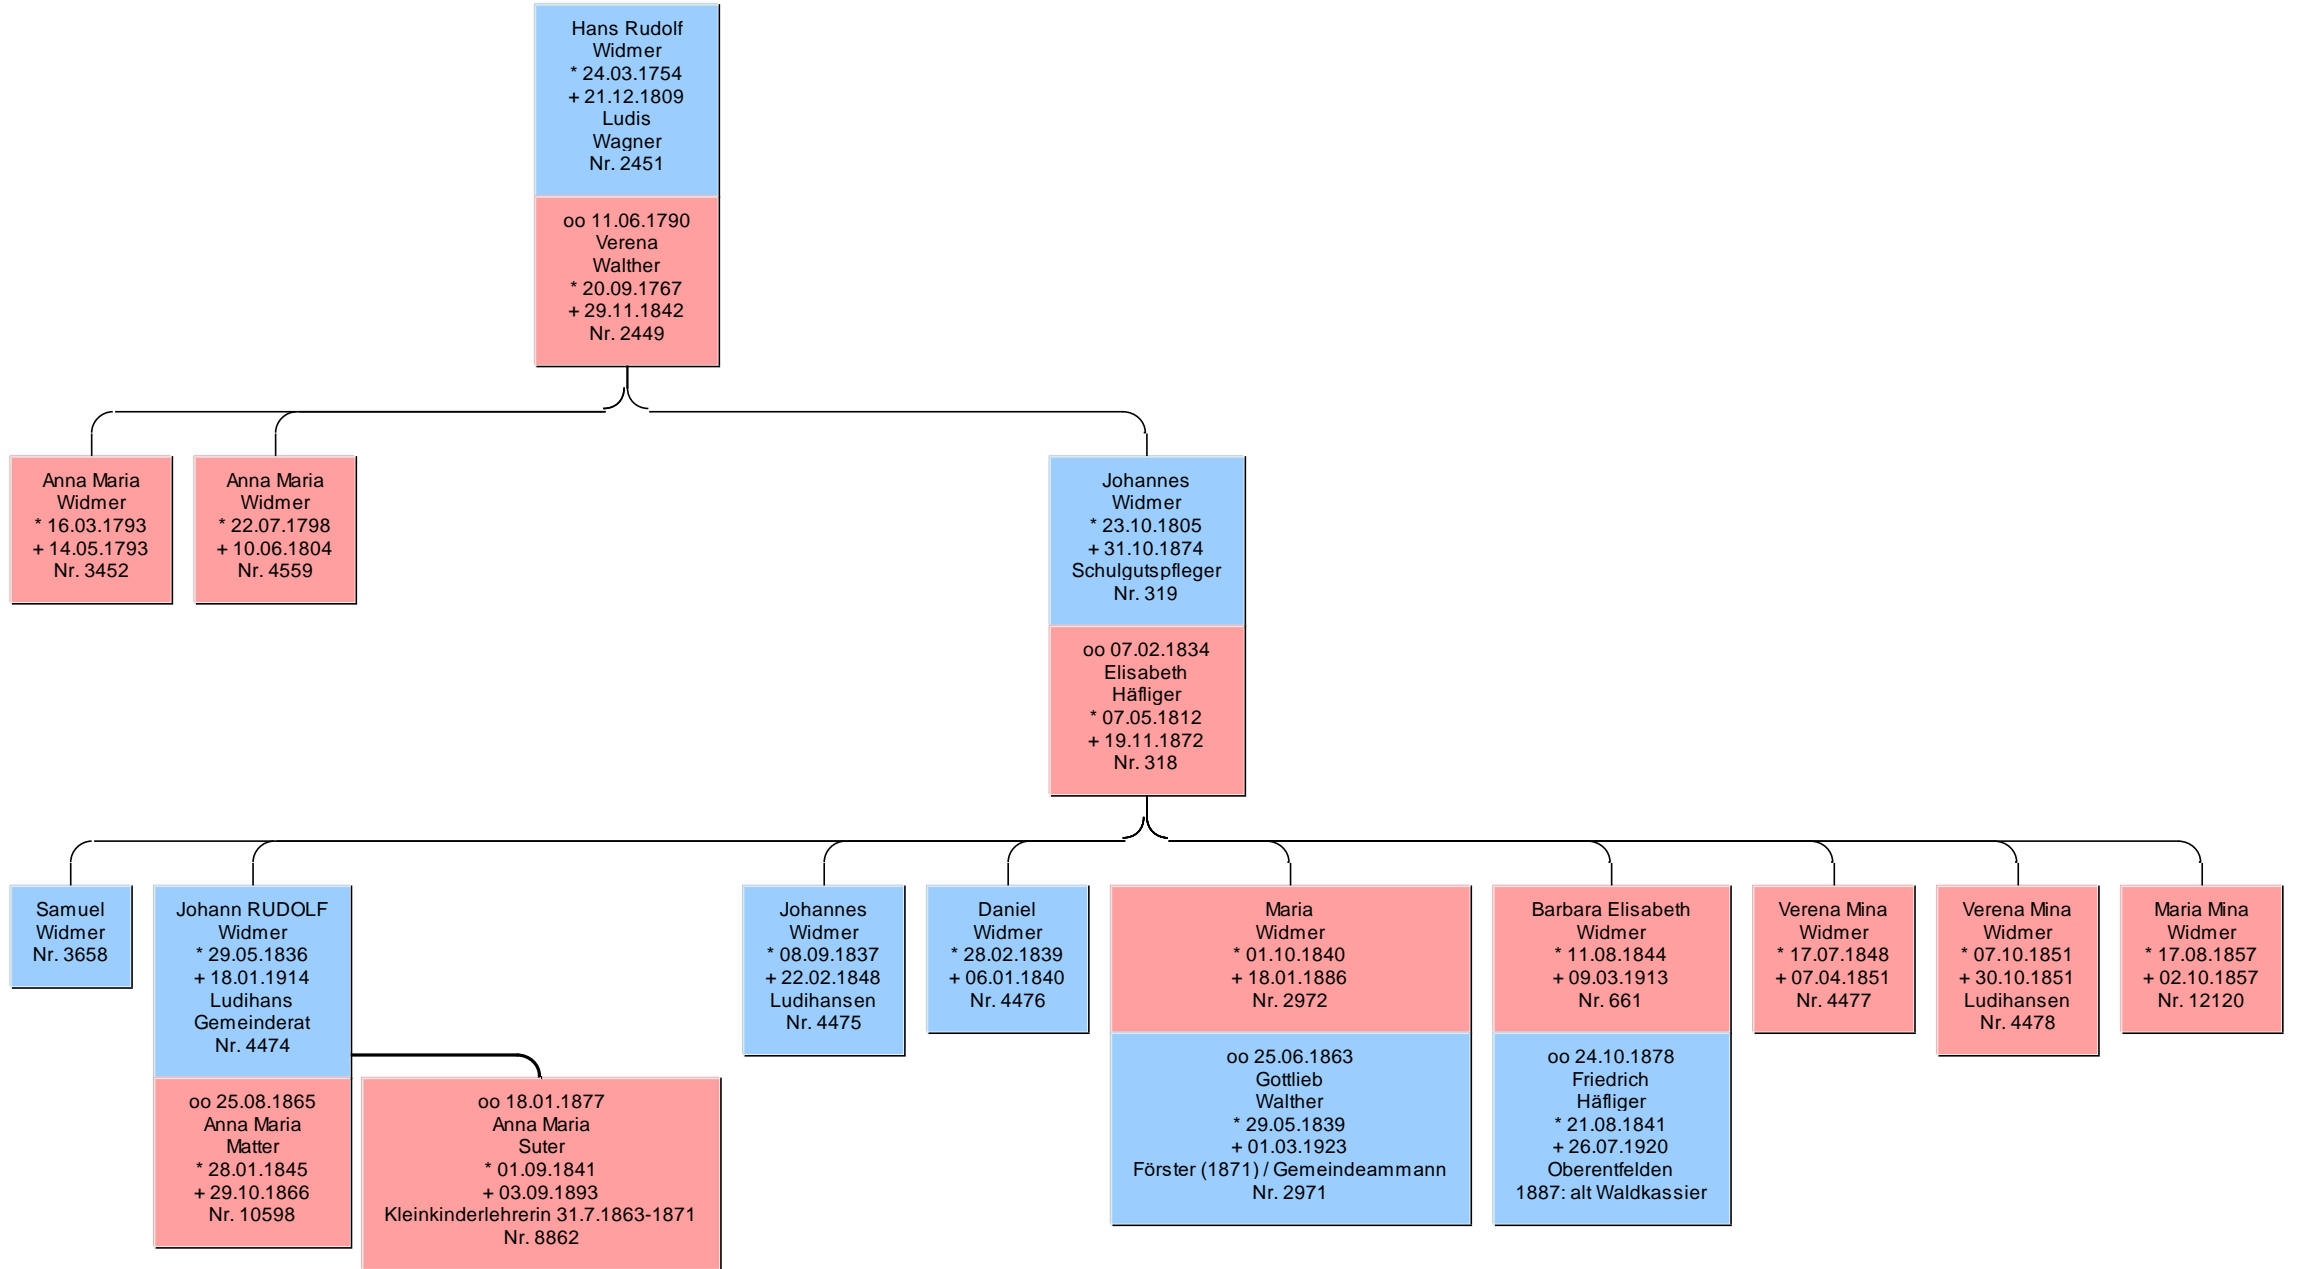 Hans Rudolf
Widmer
* 24.03.1754
+ 21.12.1809
Ludis
Wagner
Nr. 2451
oo 11.06.1790
Verena
Walther
* 20.09.1767
+ 29.11.1842
Nr. 2449
Anna Maria
Widmer
* 16.03.1793
+ 14.05.1793
Nr. 3452
Anna Maria
Widmer
* 22.07.1798
+ 10.06.1804
Nr. 4559
Johannes
Widmer
* 23.10.1805
+ 31.10.1874
Schulgutspfleger
Nr. 319
oo 07.02.1834
Elisabeth
Häfliger
* 07.05.1812
+ 19.11.1872
Nr. 318
Samuel
Widmer
Nr. 3658
Johann RUDOLF
Widmer
* 29.05.1836
+ 18.01.1914
Ludihans
Gemeinderat
Nr. 4474
oo 25.08.1865
Anna Maria
Matter
* 28.01.1845
+ 29.10.1866
Nr. 10598
oo 18.01.1877
Anna Maria
Suter
* 01.09.1841
+ 03.09.1893
Kleinkinderlehrerin 31.7.1863-1871
Nr. 8862
Johannes
Widmer
* 08.09.1837
+ 22.02.1848
Ludihansen
Nr. 4475
Daniel
Widmer
* 28.02.1839
+ 06.01.1840
Nr. 4476
Maria
Widmer
* 01.10.1840
+ 18.01.1886
Nr. 2972
oo 25.06.1863
Gottlieb
Walther
* 29.05.1839
+ 01.03.1923
Förster (1871) / Gemeindeammann
Nr. 2971
Barbara Elisabeth
Widmer
* 11.08.1844
+ 09.03.1913
Nr. 661
oo 24.10.1878
Friedrich
Häfliger
* 21.08.1841
+ 26.07.1920
Oberentfelden
1887: alt Waldkassier
Verena Mina
Widmer
* 17.07.1848
+ 07.04.1851
Nr. 4477
Verena Mina
Widmer
* 07.10.1851
+ 30.10.1851
Ludihansen
Nr. 4478
Maria Mina
Widmer
* 17.08.1857
+ 02.10.1857
Nr. 12120